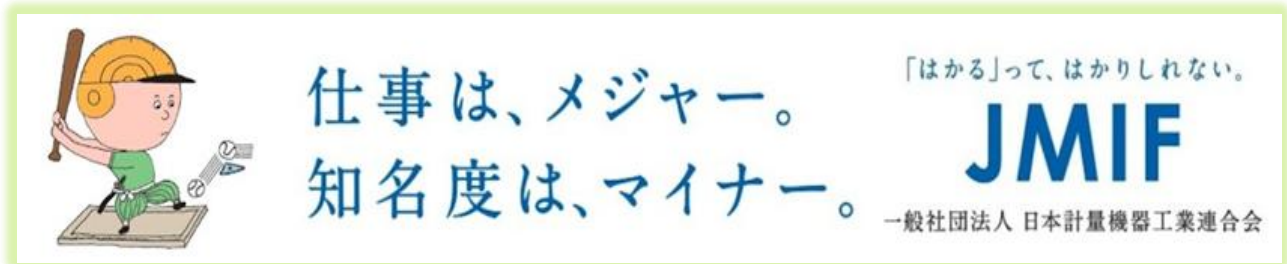 仕事は、メジャー。
知名度は、マイナー。
「はかる」って、はかりしれない。
JMIF
一般社団法人 日本計量機器工業連合会